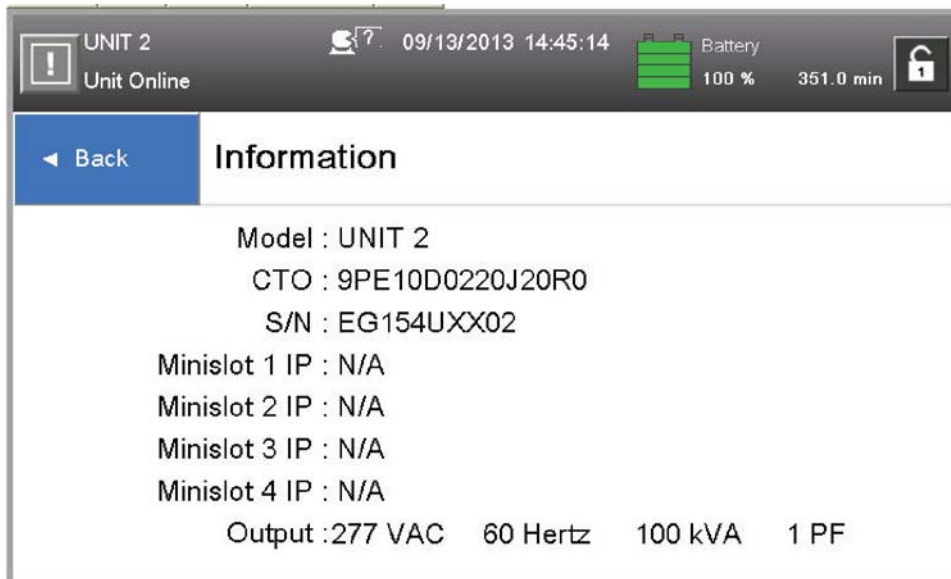 UNIT 2 ? 09/13/2013 14:45:14 Battery
Unit Online 100 % 351.0 min 1
◄ Back Information
Model : UNIT 2
CTO : 9PE10D0220J20R0
S/N : EG154UXX02
Minislot 1 IP : N/A
Minislot 2 IP : N/A
Minislot 3 IP : N/A
Minislot 4 IP : N/A
Output :277 VAC 60 Hertz 100 kVA 1 PF